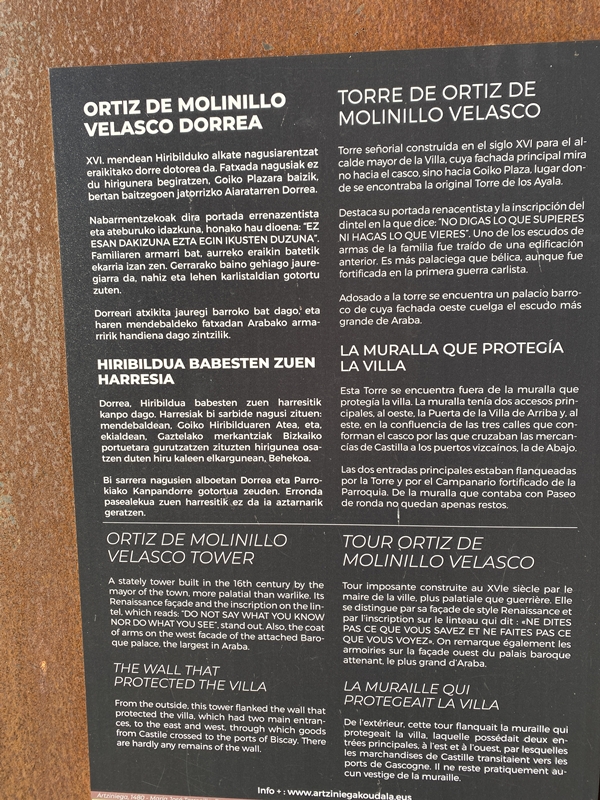 ORTIZ DE MOLINILLO
VELASCO DORREA
XVI. mendean Hiribilduko alkate nagusiarentzat
eraikitako dorre dotorea da. Fatxada nagusiak ez
du hirigunera begiratzen, Goiko Plazara baizik,
bertan baitzegoen jatorrizko Aiaratarren Dorrea.
Nabarmentzekoak dira portada errenazentista
eta ateburuko idazkuna, honako hau dioena: "EZ
ESAN DAKIZUNA EZTA EGIN IKUSTEN DUZUNA".
Familiaren armarri bat, aurreko eraikin batetik
ekarria izan zen. Gerrarako baino gehiago jaure-
giarra da, nahiz eta lehen karlistaldian gotortu
zuten.
Dorreari atxikita jauregi barroko bat dago, eta
haren mendebaldeko fatxadan Arabako arma-
rririk handiena dago zintzilik.
HIRIBILDUA BABESTEN ZUEN
HARRESIA
Dorrea, Hiribildua babesten zuen harresitik
kanpo dago. Harresiak bi sarbide nagusi zituen:
mendebaldean, Goiko Hiribilduaren Atea, eta,
ekialdean, Gaztelako merkantziak Bizkaiko
portuetara gurutzatzen zituzten hirigunea osa-
tzen duten hiru kaleen elkargunean, Behekoa.
Bi sarrera nagusien alboetan Dorrea eta Parro-
kiako Kanpandorre gotortua zeuden. Erronda
pasealekua zuen harresitik ez da ia aztarnarik
geratzen.
TORRE DE ORTIZ DE
MOLINILLO VELASCO
Torre señorial construida en el siglo XVI para el al-
calde mayor de la Villa, cuya fachada principal mira
no hacia el casco, sino hacia Goiko Plaza, lugar don-
de se encontraba la original Torre de los Ayala.
Destaca su portada renacentista y la inscripción del
dintel en la que dice: "NO DIGAS LO QUE SUPIERES
NI HAGAS LO QUE VIERES". Uno de los escudos de
armas de la familia fue traído de una edificación
anterior. Es más palaciega que bélica, aunque fue
fortificada en la primera guerra carlista.
Adosado a la torre se encuentra un palacio barro-
co de cuya fachada oeste cuelga el escudo más
grande de Araba.
LA MURALLA QUE PROTEGÍA
LA VILLA
Esta Torre se encuentra fuera de la muralla que
protegía la villa. La muralla tenía dos accesos prin-
cipales, al oeste, la Puerta de la Villa de Arriba y, al
este, en la confluencia de las tres calles que con-
forman el casco por las que cruzaban las mercan-
cías de Castilla a los puertos vizcaínos, la de Abajo.
Las dos entradas principales estaban flanqueadas
por la Torre y por el Campanario fortificado de la
Parroquia. De la muralla que contaba con Paseo
de ronda no quedan apenas restos.
ORTIZ DE MOLINILLO
VELASCO TOWER
A stately tower built in the 16th century by the
mayor of the town, more palatial than warlike. Its
Renaissance façade and the inscription on the lin-
tel, which reads: "DO NOT SAY WHAT YOU KNOW
NOR DO WHAT YOU SEE", stand out. Also, the coat
of arms on the west facade of the attached Baro-
que palace, the largest in Araba.
THE WALL THAT
PROTECTED THE VILLA
From the outside, this tower flanked the wall that
protected the villa, which had two main entran-
ces, to the east and west, through which goods
from Castile crossed to the ports of Biscay. There
are hardly any remains of the wall.
TOUR ORTIZ DE
MOLINILLO VELASCO
Tour imposante construite au XVIe siècle par le
maire de la ville, plus palatiale que guerrière. Elle
se distingue par sa façade de style Renaissance et
par l'inscription sur le linteau qui dit : «NE DITES
PAS CE QUE VOUS SAVEZ ET NE FAITES PAS CE
QUE VOUS VOYEZ». On remarque également les
armoiries sur la façade ouest du palais baroque
attenant, le plus grand d'Araba.
LA MURAILLE QUI
PROTEGEAIT LA VILLA
De l'extérieur, cette tour flanquait la muraille qui
protegeait la villa, laquelle possédait deux en-
trées principales, à l'est et à l'ouest, par lesquelles
les marchandises de Castille transitaient vers les
ports de Gascogne. Il ne reste pratiquement au-
cun vestige de la muraille.
Info + : www.artziniegakoudala.eus
Artziniega, 1480 -